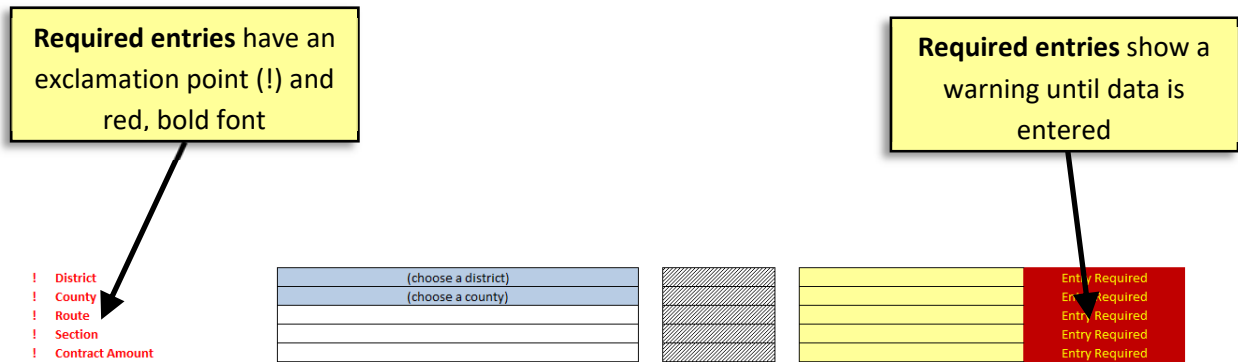 Required entries have an
exclamation point (!) and
red, bold font
Required entries show a
warning until data is
entered
! District (choose a district) Entry Required
! County (choose a county) Entry Required
! Route Entry Required
! Section Entry Required
! Contract Amount Entry Required